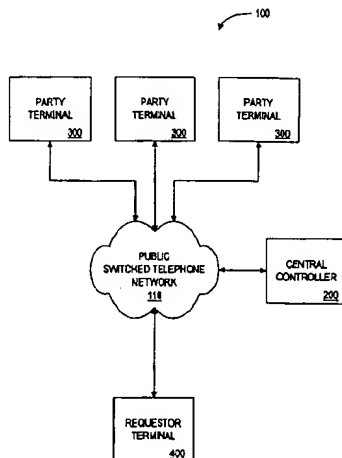 100
PARTY
TERMINAL
300
PARTY
TERMINAL
300
PARTY
TERMINAL
300
PUBLIC
SWITCHED TELEPHONE
NETWORK
110
CENTRAL
CONTROLLER
200
REQUESTOR
TERMINAL
400